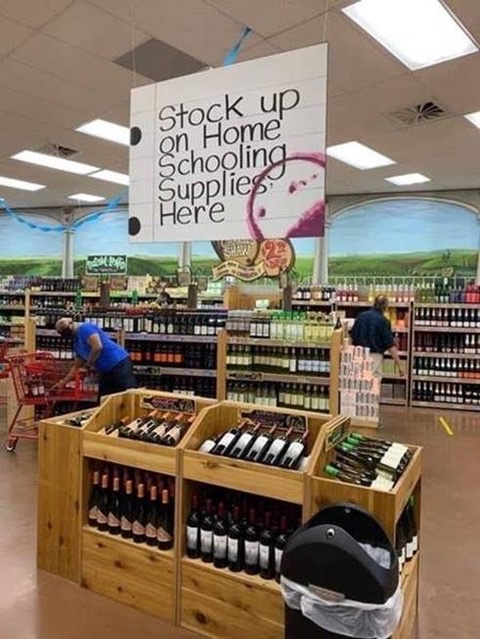 Stock up
on Home
Schooling
Supplies
Here